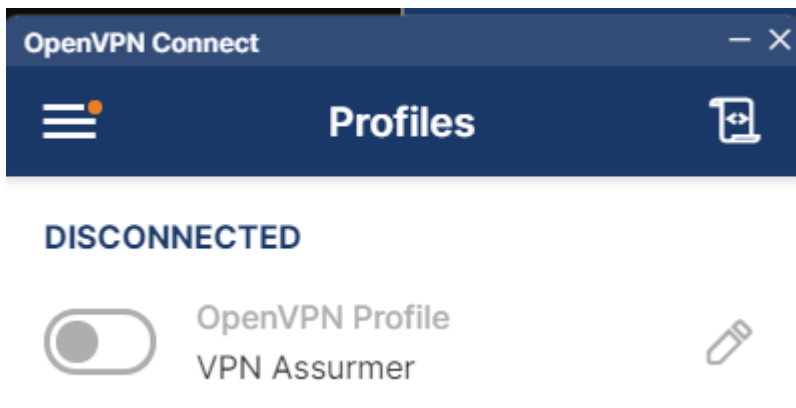 OpenVPN Connect
Profiles
DISCONNECTED
OpenVPN Profile
VPN Assurmer